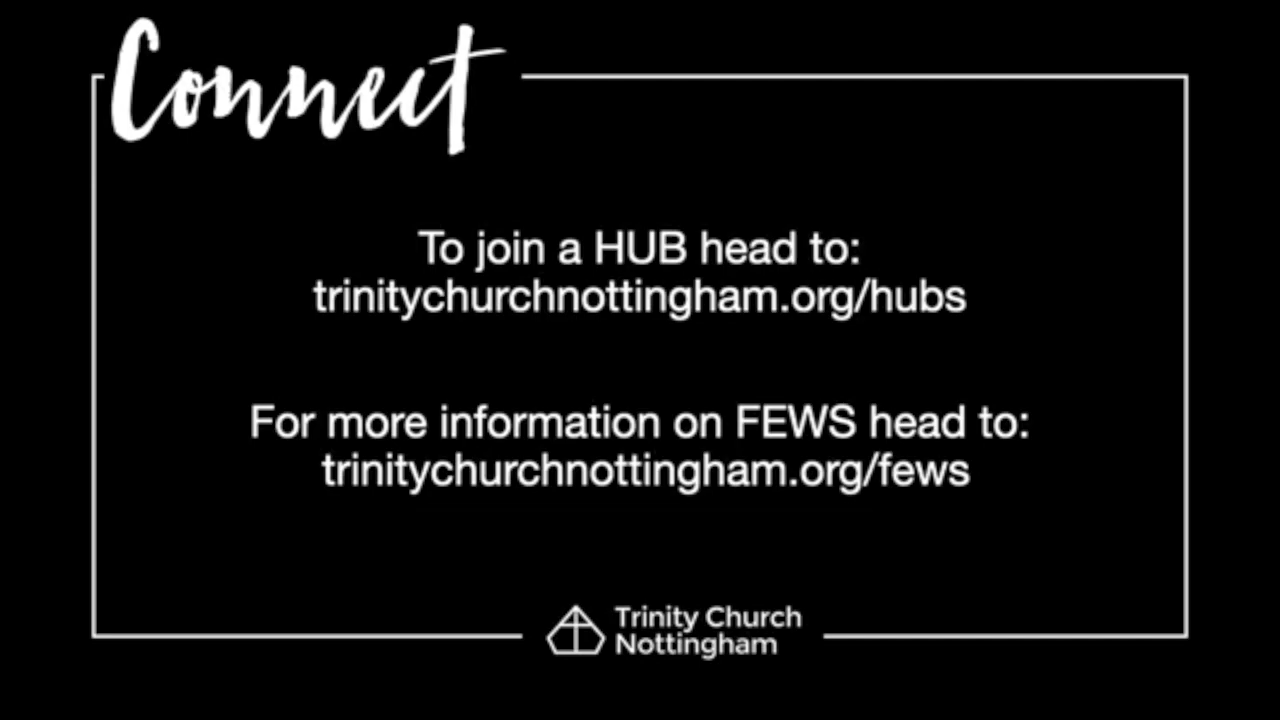 Connect
To join a HUB head to:
trinitychurchnottingham.org/hubs
For more information on FEWS head to:
trinitychurchnottingham.org/fews
Trinity Church
Nottingham